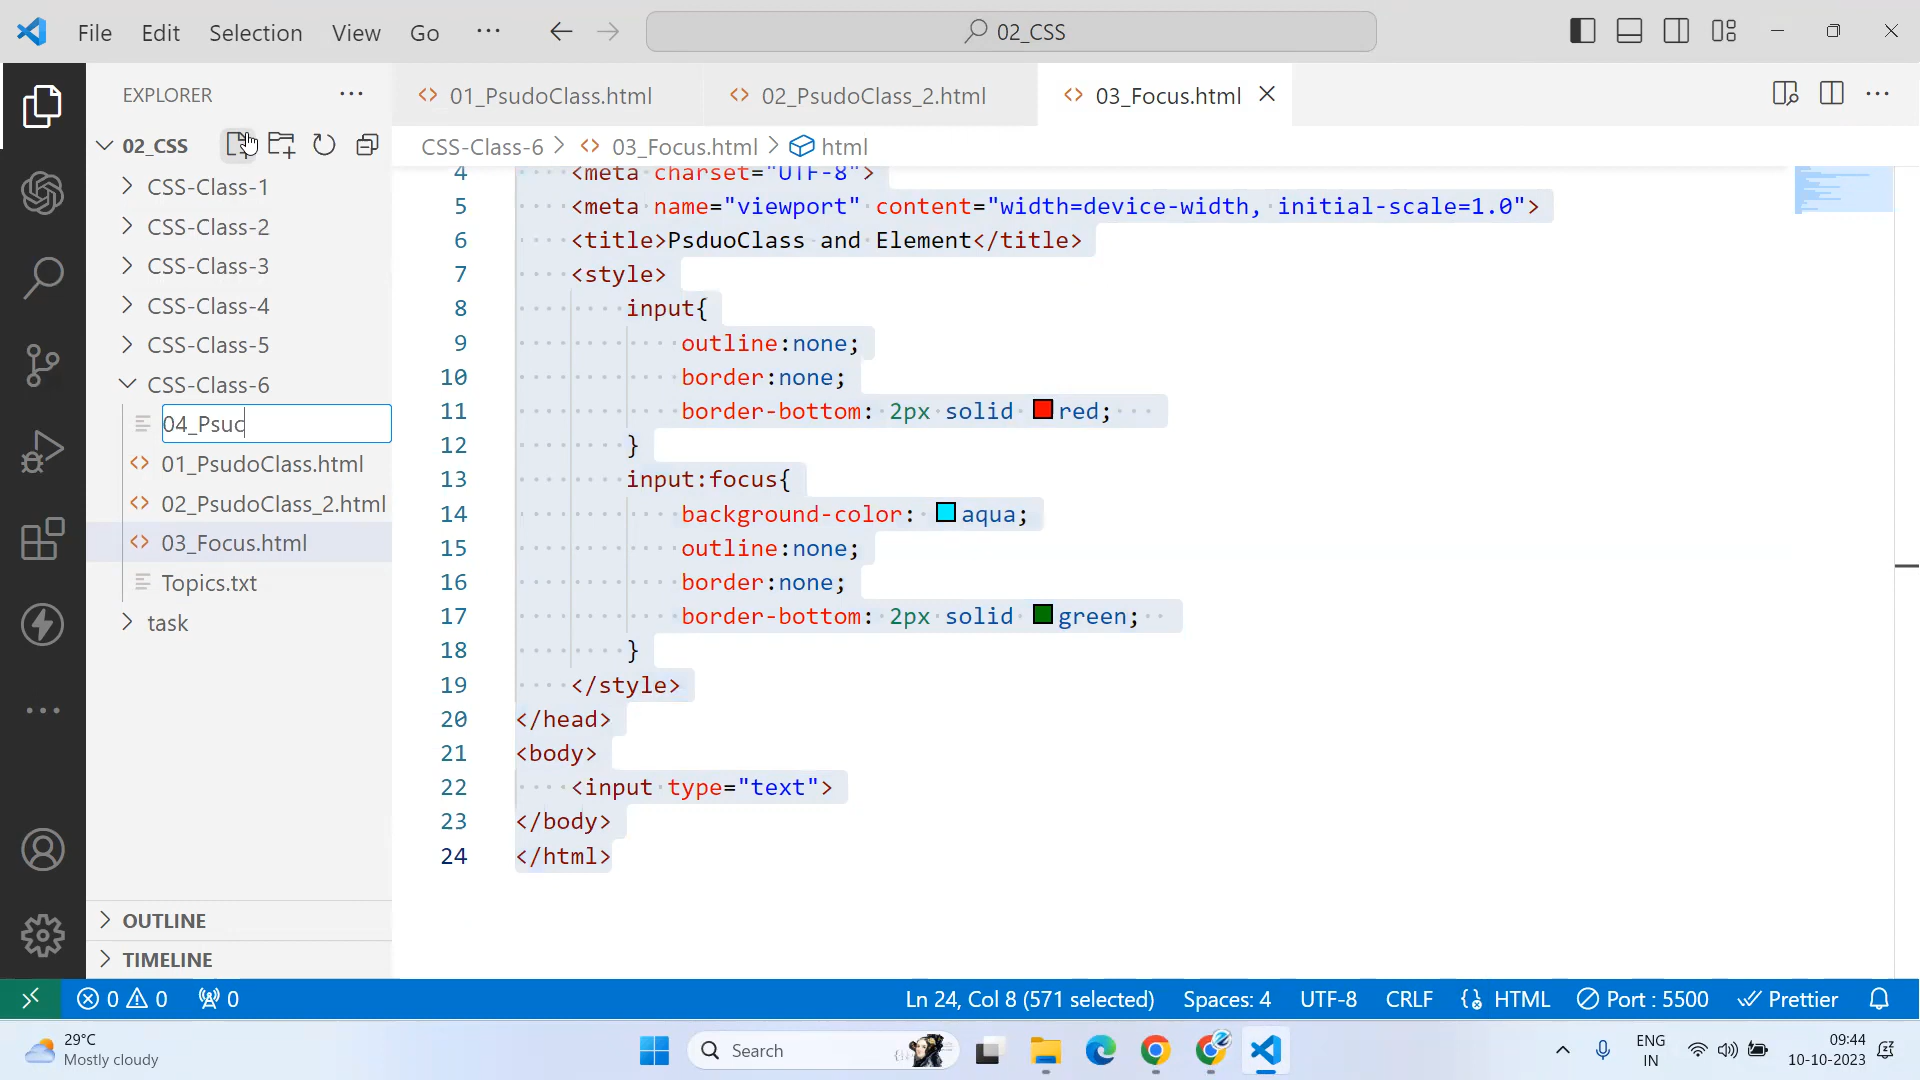 File Edit Selection View Go ··· 02_CSS
EXPLORER ···
01_PsudoClass.html 02_PsudoClass_2.html 03_Focus.html
02_CSS
CSS-Class-6 > 03_Focus.html > html
CSS-Class-1
CSS-Class-2
CSS-Class-3
CSS-Class-4
CSS-Class-5
CSS-Class-6
04_Psuc
01_PsudoClass.html
02_PsudoClass_2.html
03_Focus.html
Topics.txt
task
OUTLINE
TIMELINE
4 <meta charset="UTF-8">
5 <meta name="viewport" content="width=device-width, initial-scale=1.0">
6 <title>PsduoClass and Element</title>
7 <style>
8 input{
9 outline:none;
10 border:none;
11 border-bottom: 2px solid red;
12 }
13 input:focus{
14 background-color: aqua;
15 outline:none;
16 border:none;
17 border-bottom: 2px solid green;
18 }
19 </style>
20 </head>
21 <body>
22 <input type="text">
23 </body>
24 </html>
0 0 0 Ln 24, Col 8 (571 selected) Spaces: 4 UTF-8 CRLF HTML Port : 5500 Prettier
29°C
Mostly cloudy
Search
ENG
IN
09:44
10-10-2023